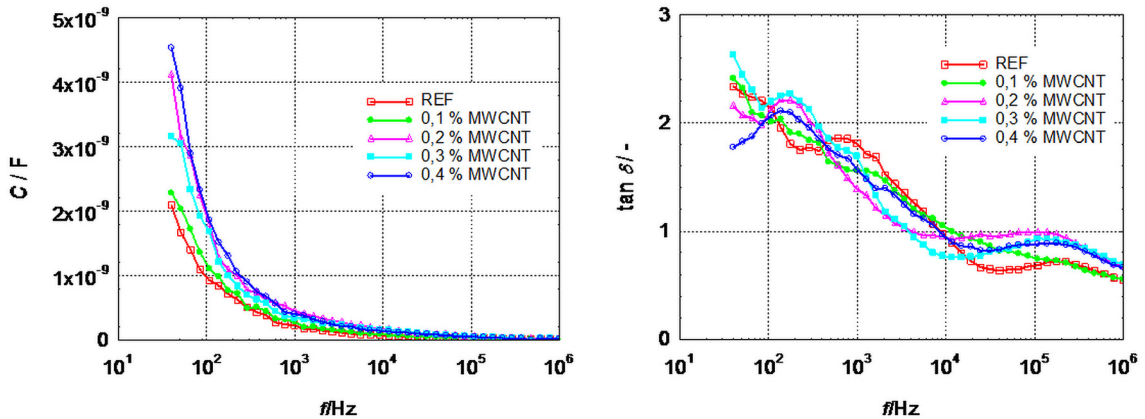 5x10⁻⁹
4x10⁻⁹
3x10⁻⁹
2x10⁻⁹
1x10⁻⁹
0
C / F
REF
0,1 % MWCNT
0,2 % MWCNT
0,3 % MWCNT
0,4 % MWCNT
10¹ 10² 10³ 10⁴ 10⁵ 10⁶
f/Hz
3
2
1
0
tan δ / -
REF
0,1 % MWCNT
0,2 % MWCNT
0,3 % MWCNT
0,4 % MWCNT
10¹ 10² 10³ 10⁴ 10⁵ 10⁶
f/Hz